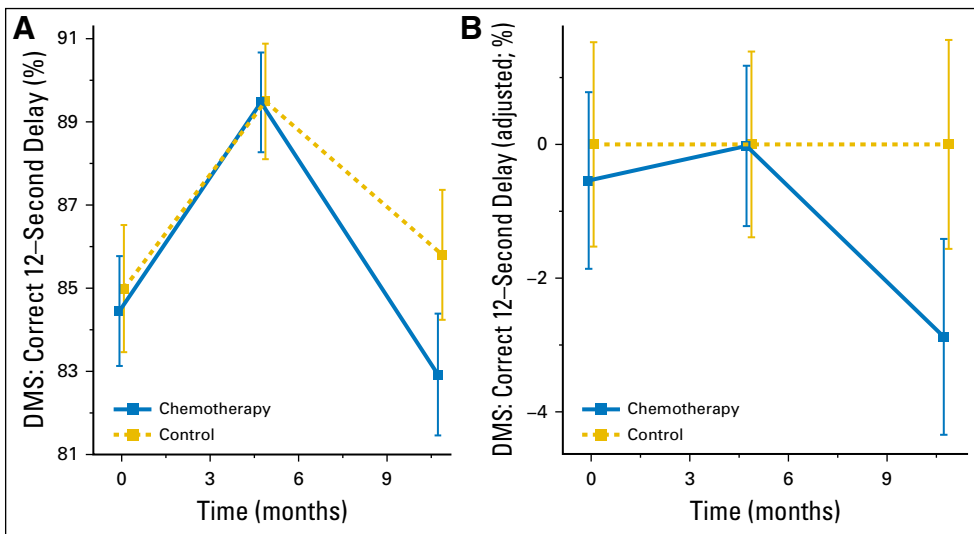 A
DMS: Correct 12–Second Delay (%)
91
89
87
85
83
81
Chemotherapy
Control
0 3 6 9
Time (months)
B
DMS: Correct 12–Second Delay (adjusted; %)
0
−2
−4
Chemotherapy
Control
0 3 6 9
Time (months)